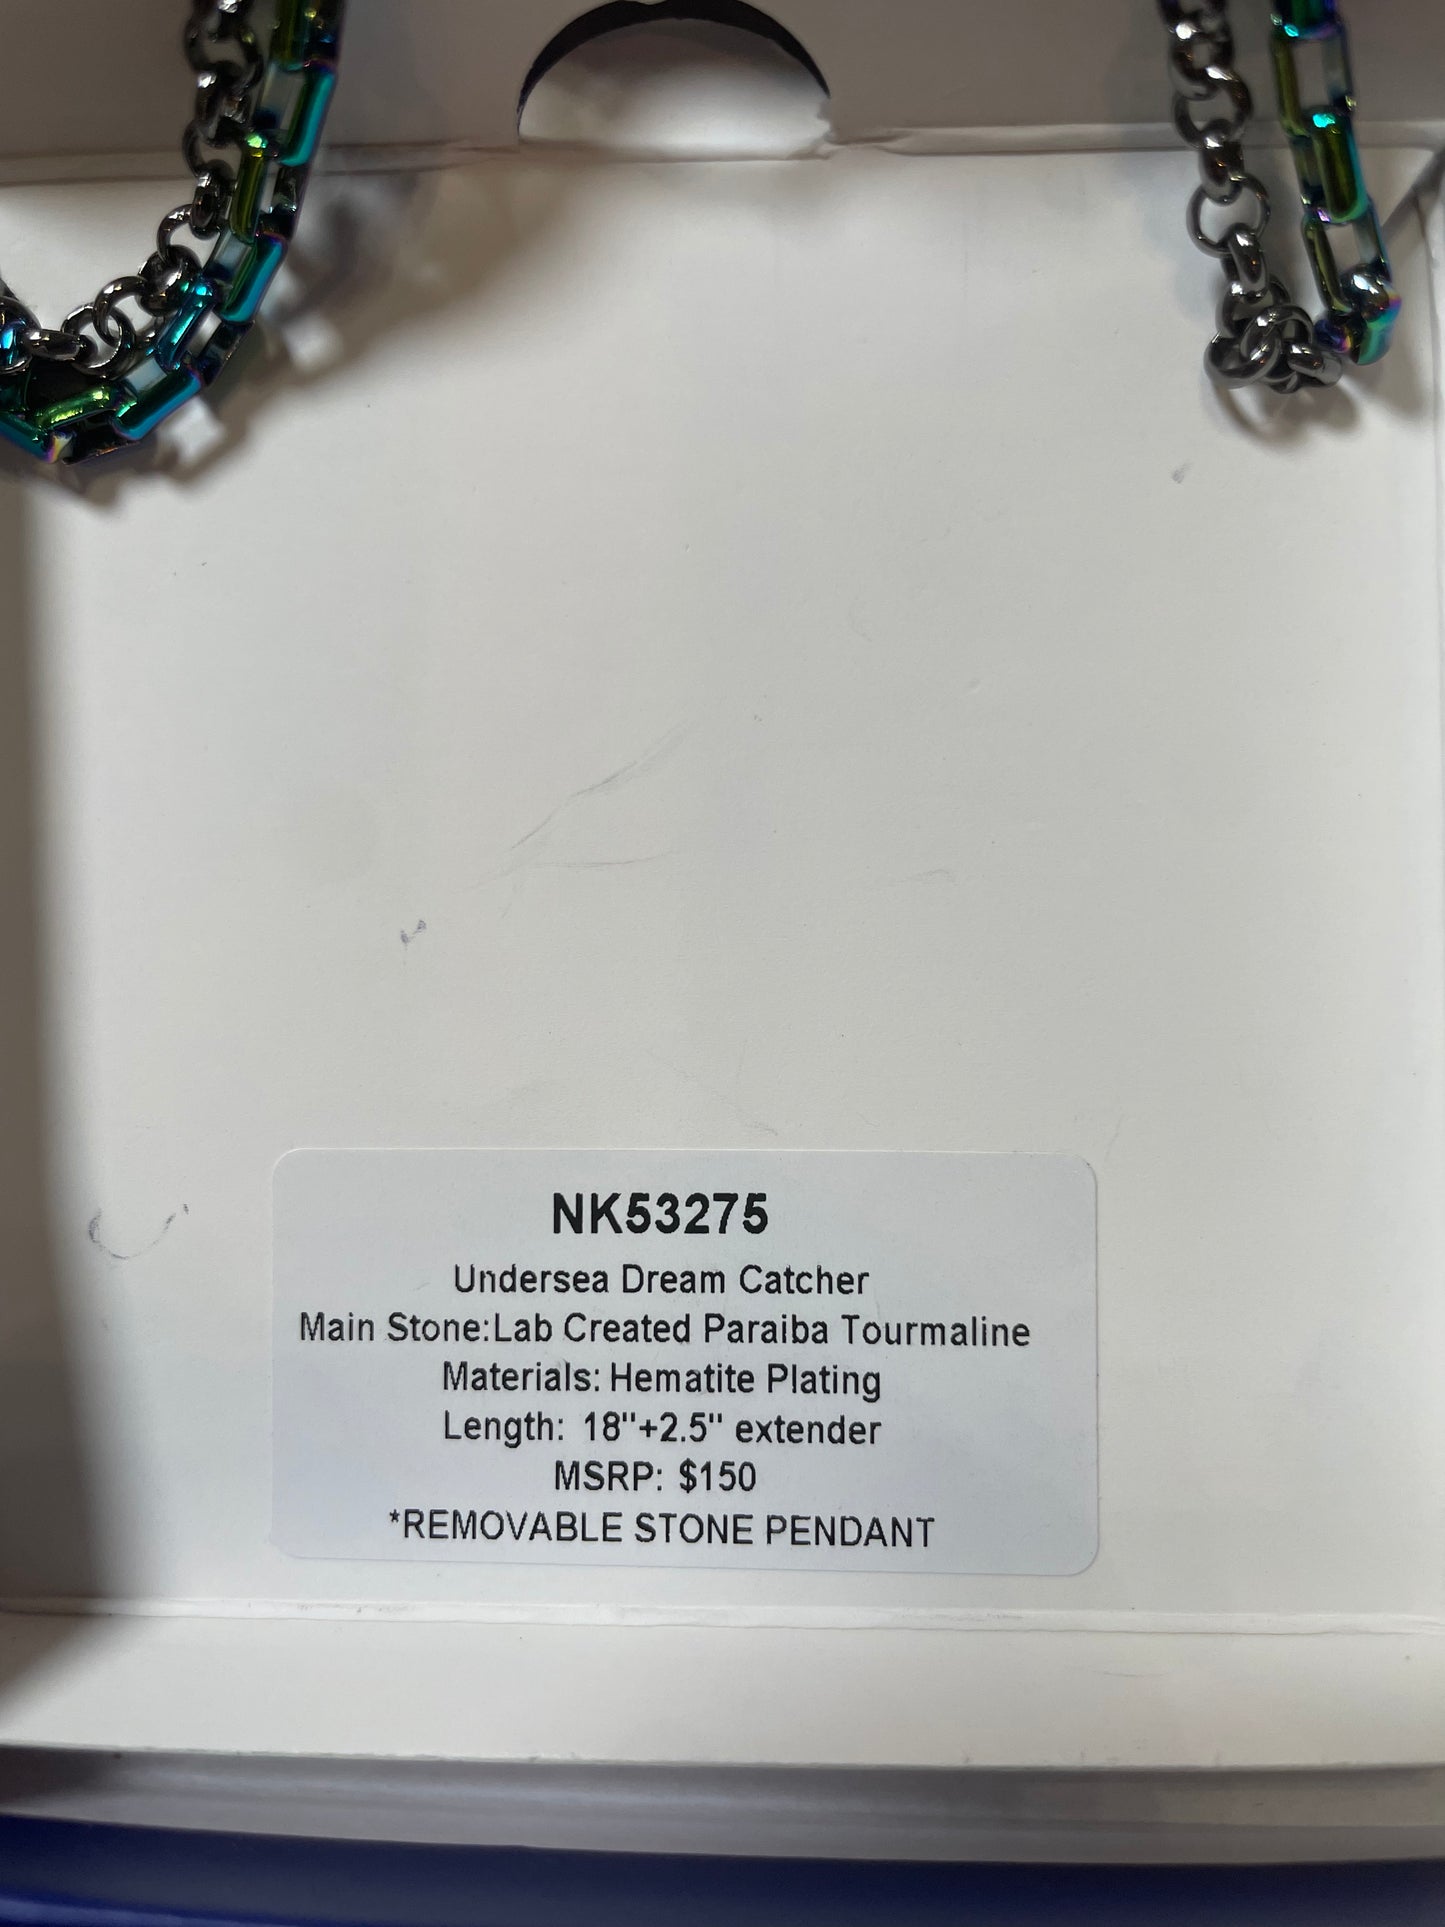 NK53275
Undersea Dream Catcher
Main Stone:Lab Created Paraiba Tourmaline
Materials: Hematite Plating
Length: 18"+2.5" extender
MSRP: $150
*REMOVABLE STONE PENDANT